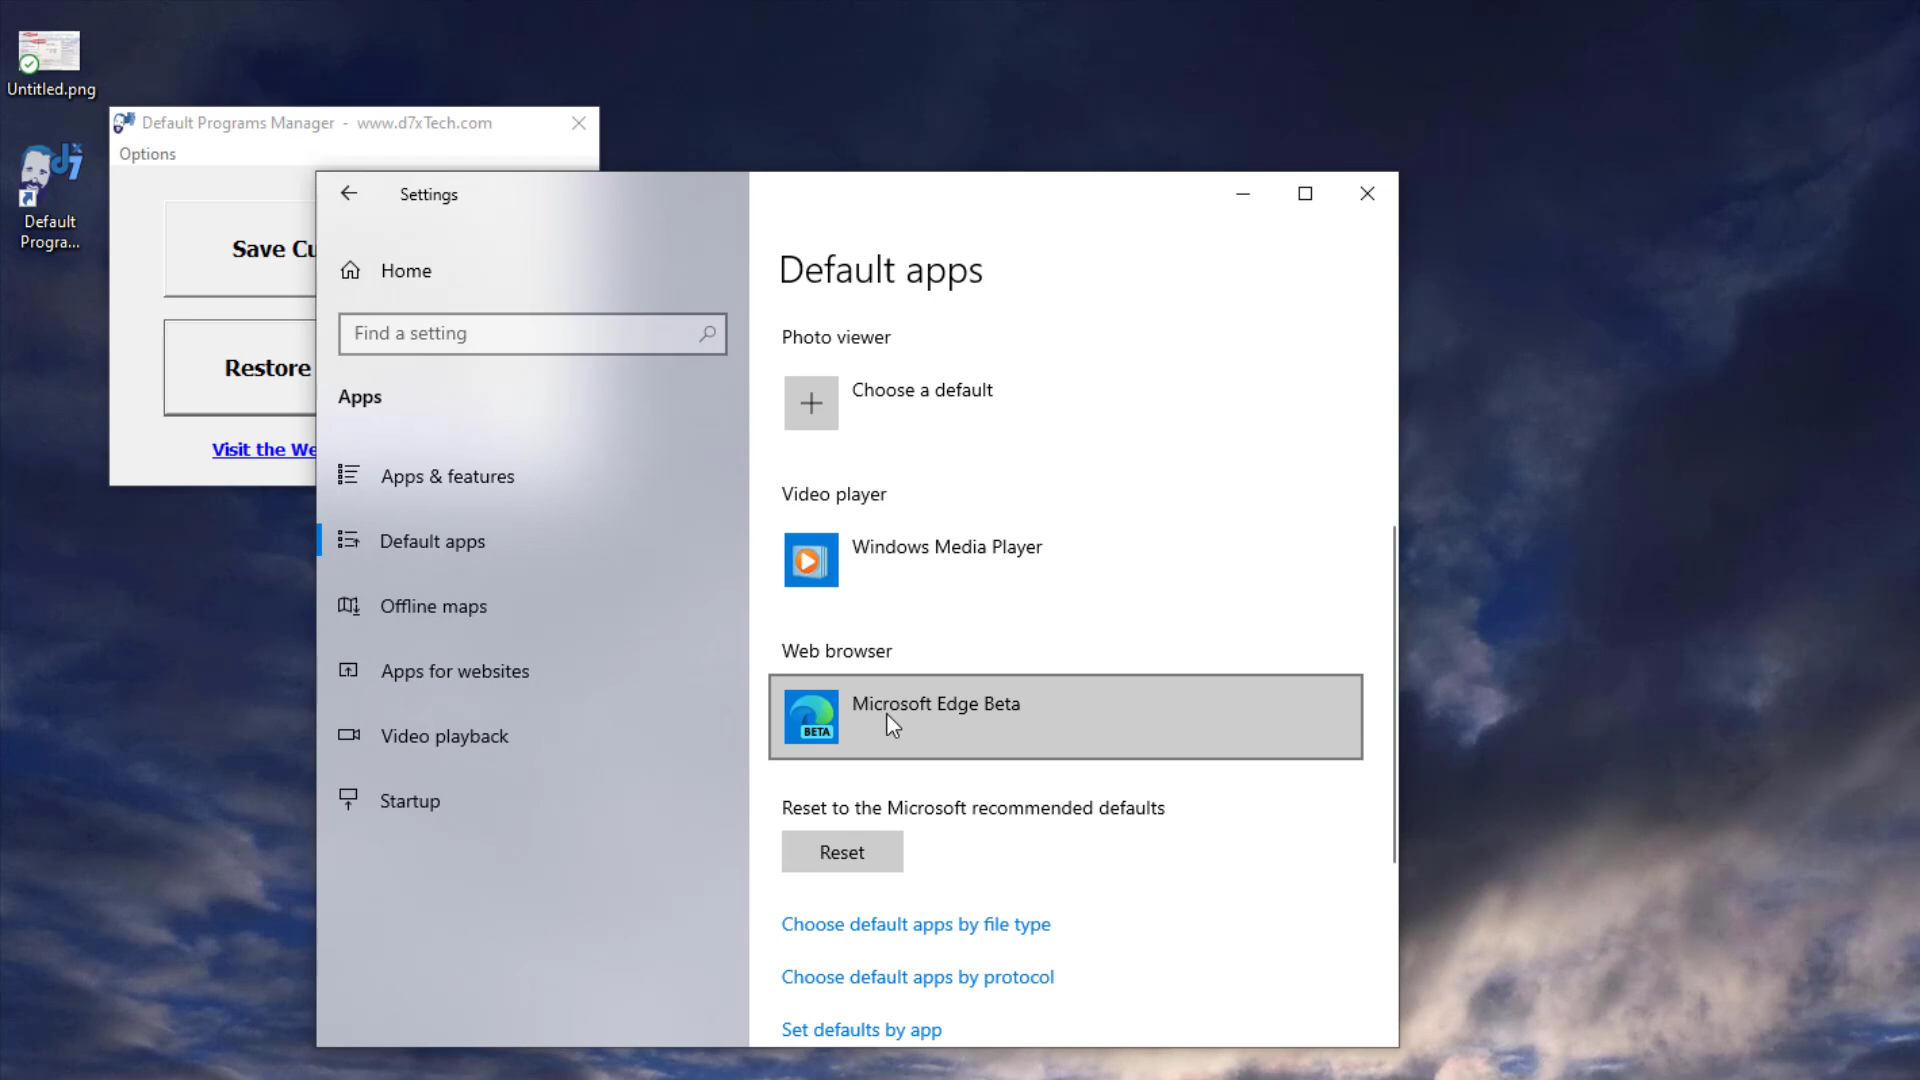 Untitled.png
Default
Progra...
Default Programs Manager - www.d7xTech.com
Options
Save Cu
Restore
Visit the We
Settings
Home
Find a setting
Apps
Apps & features
Default apps
Offline maps
Apps for websites
Video playback
Startup
Default apps
Photo viewer
Choose a default
Video player
Windows Media Player
Web browser
Microsoft Edge Beta
BETA
Reset to the Microsoft recommended defaults
Reset
Choose default apps by file type
Choose default apps by protocol
Set defaults by app